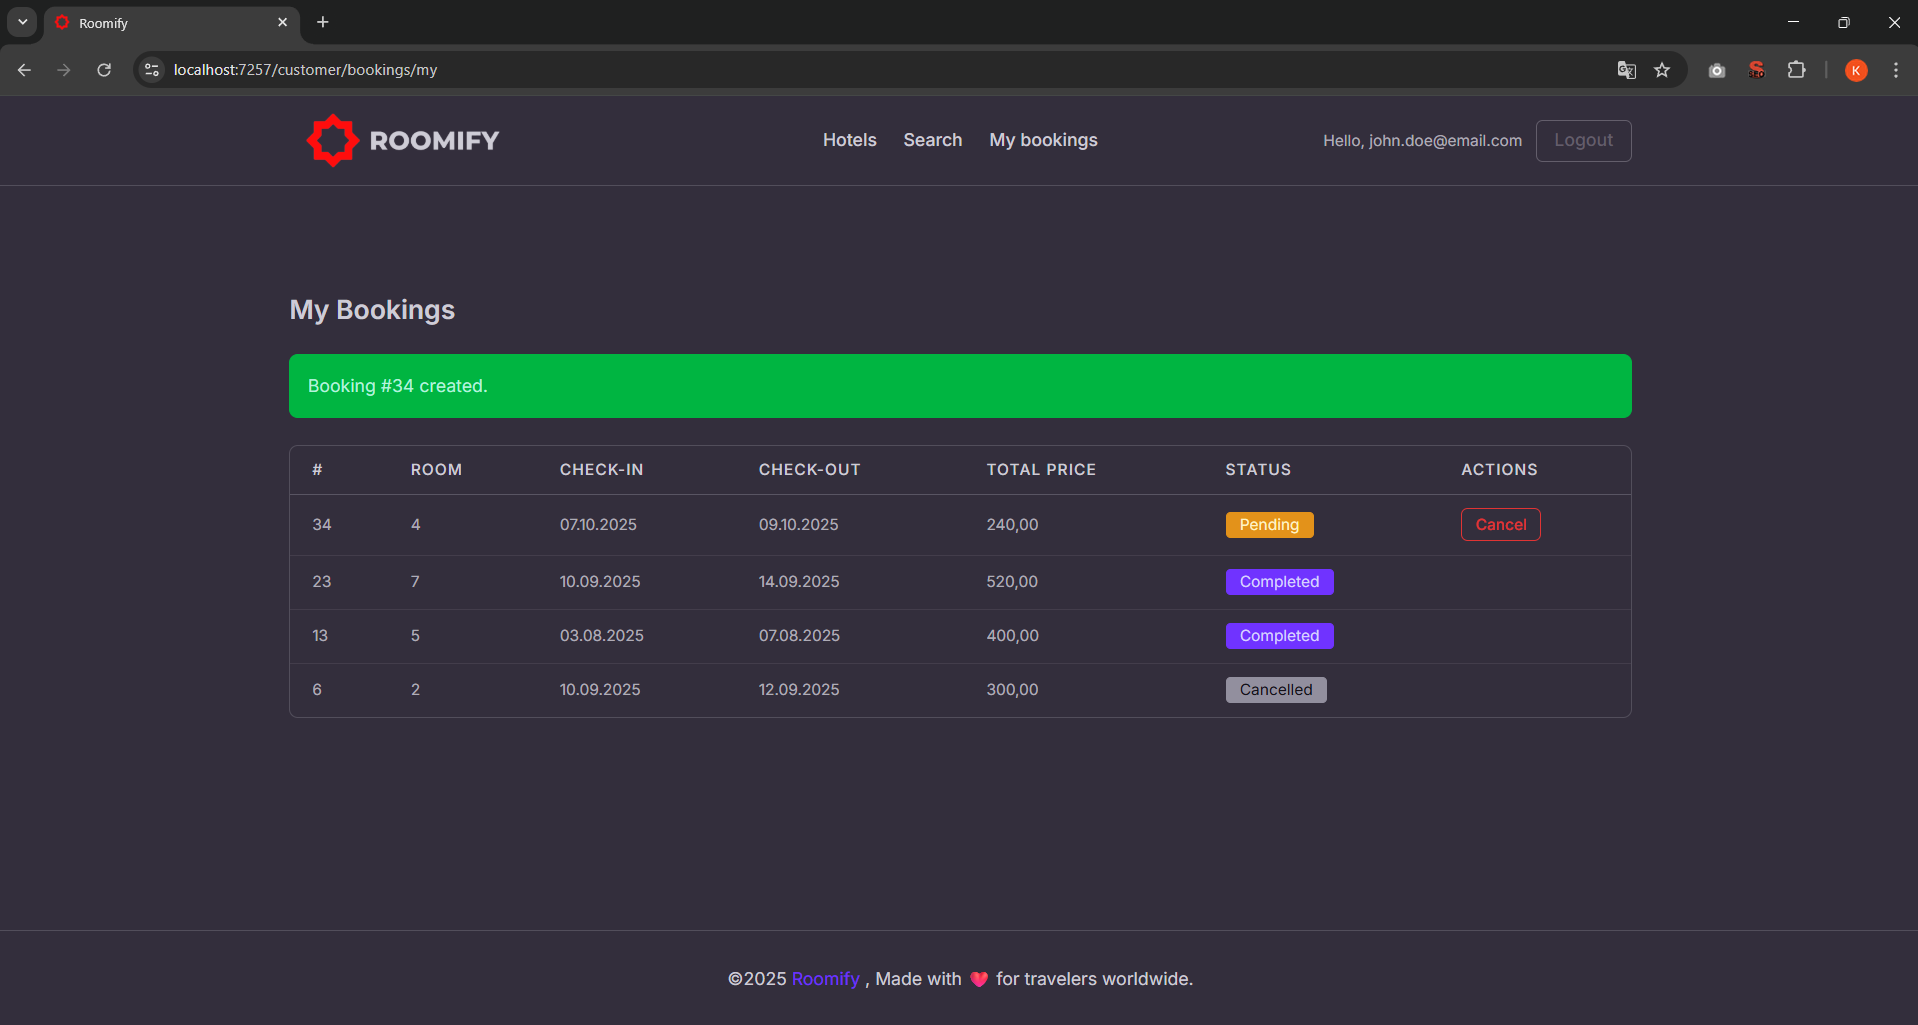 Roomify
localhost:7257/customer/bookings/my
K
ROOMIFY
Hotels Search My bookings
Hello, john.doe@email.com Logout
My Bookings
Booking #34 created.
# ROOM CHECK-IN CHECK-OUT TOTAL PRICE STATUS ACTIONS
34 4 07.10.2025 09.10.2025 240,00 Pending Cancel
23 7 10.09.2025 14.09.2025 520,00 Completed
13 5 03.08.2025 07.08.2025 400,00 Completed
6 2 10.09.2025 12.09.2025 300,00 Cancelled
©2025 Roomify , Made with ❤ for travelers worldwide.